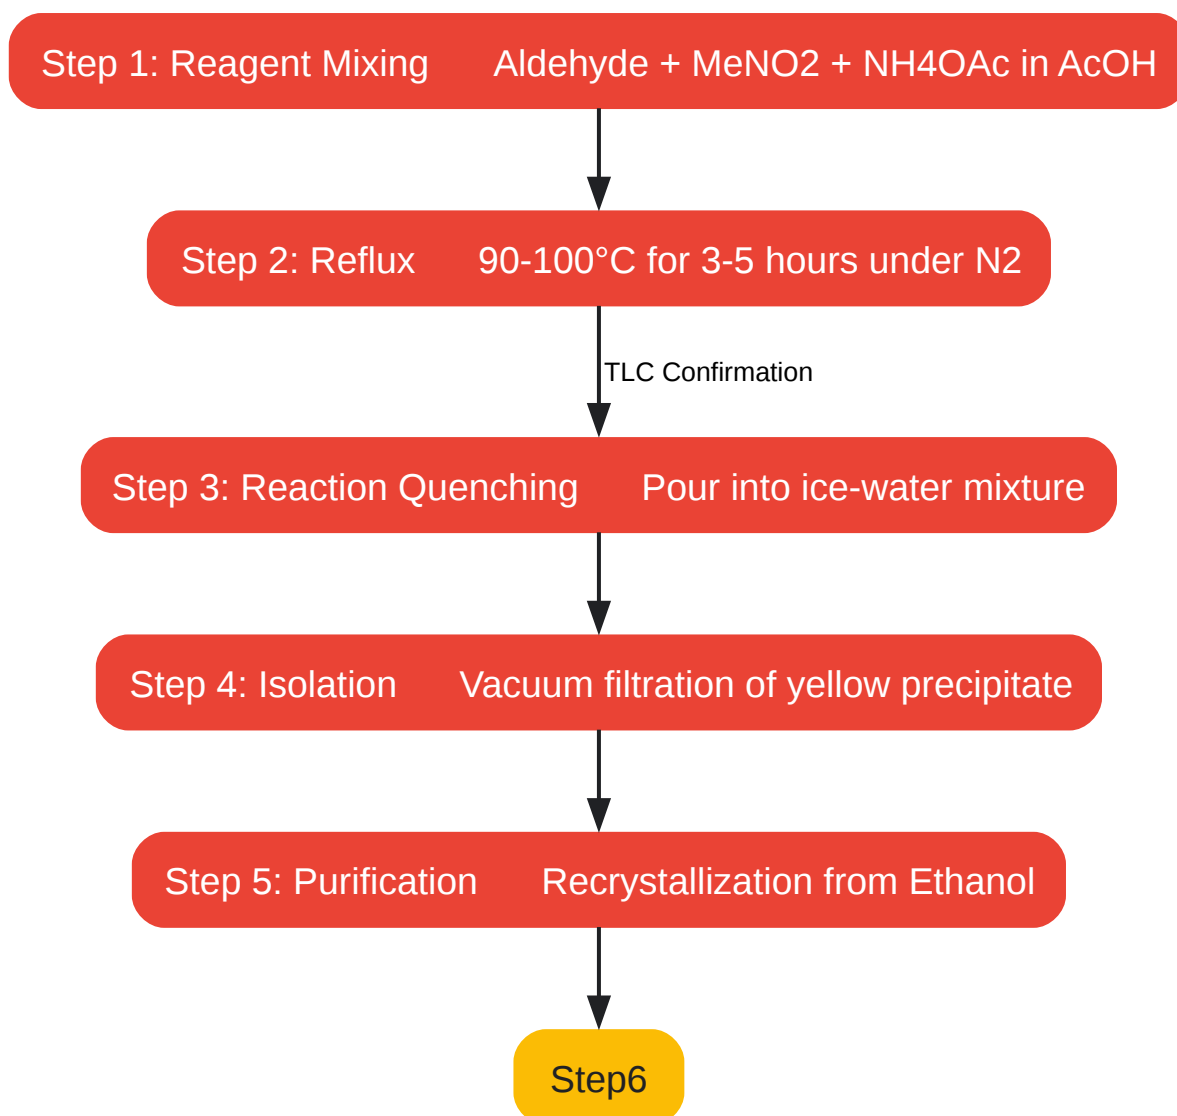 Step 1: Reagent Mixing Aldehyde + MeNO2 + NH4OAc in AcOH
Step 2: Reflux 90-100°C for 3-5 hours under N2
TLC Confirmation
Step 3: Reaction Quenching Pour into ice-water mixture
Step 4: Isolation Vacuum filtration of yellow precipitate
Step 5: Purification Recrystallization from Ethanol
Step6